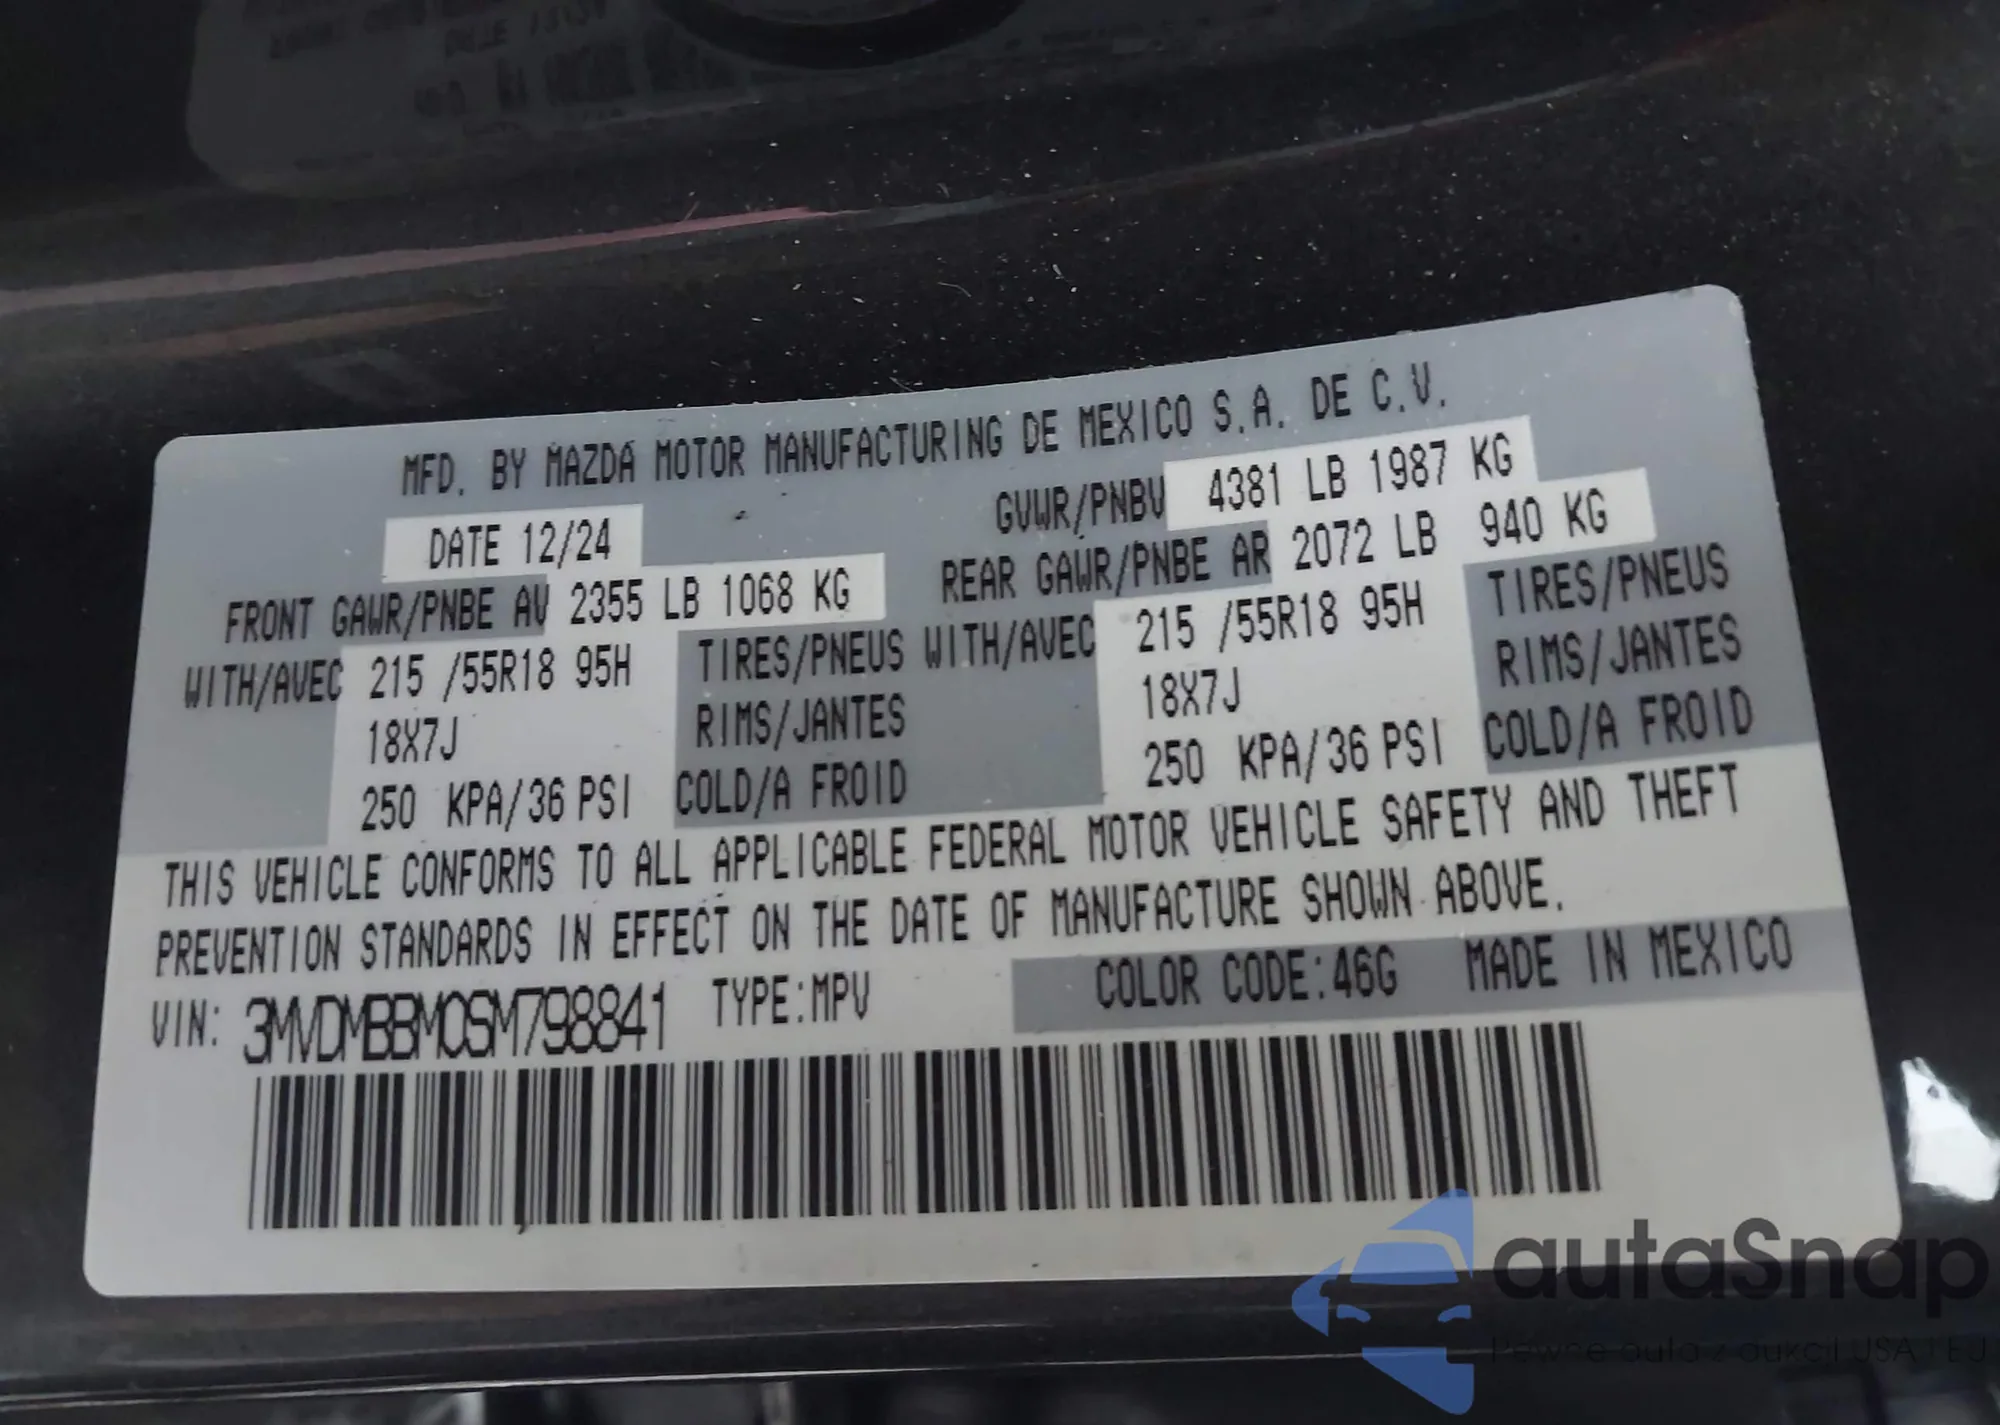 MFD. BY MAZDA MOTOR MANUFACTURING DE MEXICO S.A. DE C.V.
DATE 12/24 GVWR/PNBV 4381 LB 1987 KG
FRONT GAWR/PNBE AV 2355 LB 1068 KG REAR GAWR/PNBE AR 2072 LB 940 KG
WITH/AVEC 215 /55R18 95H TIRES/PNEUS WITH/AVEC 215 /55R18 95H TIRES/PNEUS
18X7J RIMS/JANTES 18X7J RIMS/JANTES
250 KPA/36 PSI COLD/A FROID 250 KPA/36 PSI COLD/A FROID
THIS VEHICLE CONFORMS TO ALL APPLICABLE FEDERAL MOTOR VEHICLE SAFETY AND THEFT
PREVENTION STANDARDS IN EFFECT ON THE DATE OF MANUFACTURE SHOWN ABOVE.
VIN: 3MVDMBBM0SM798841 TYPE:MPV COLOR CODE:46G MADE IN MEXICO
autaSnap
Pewne auta z aukcji USA i EJ